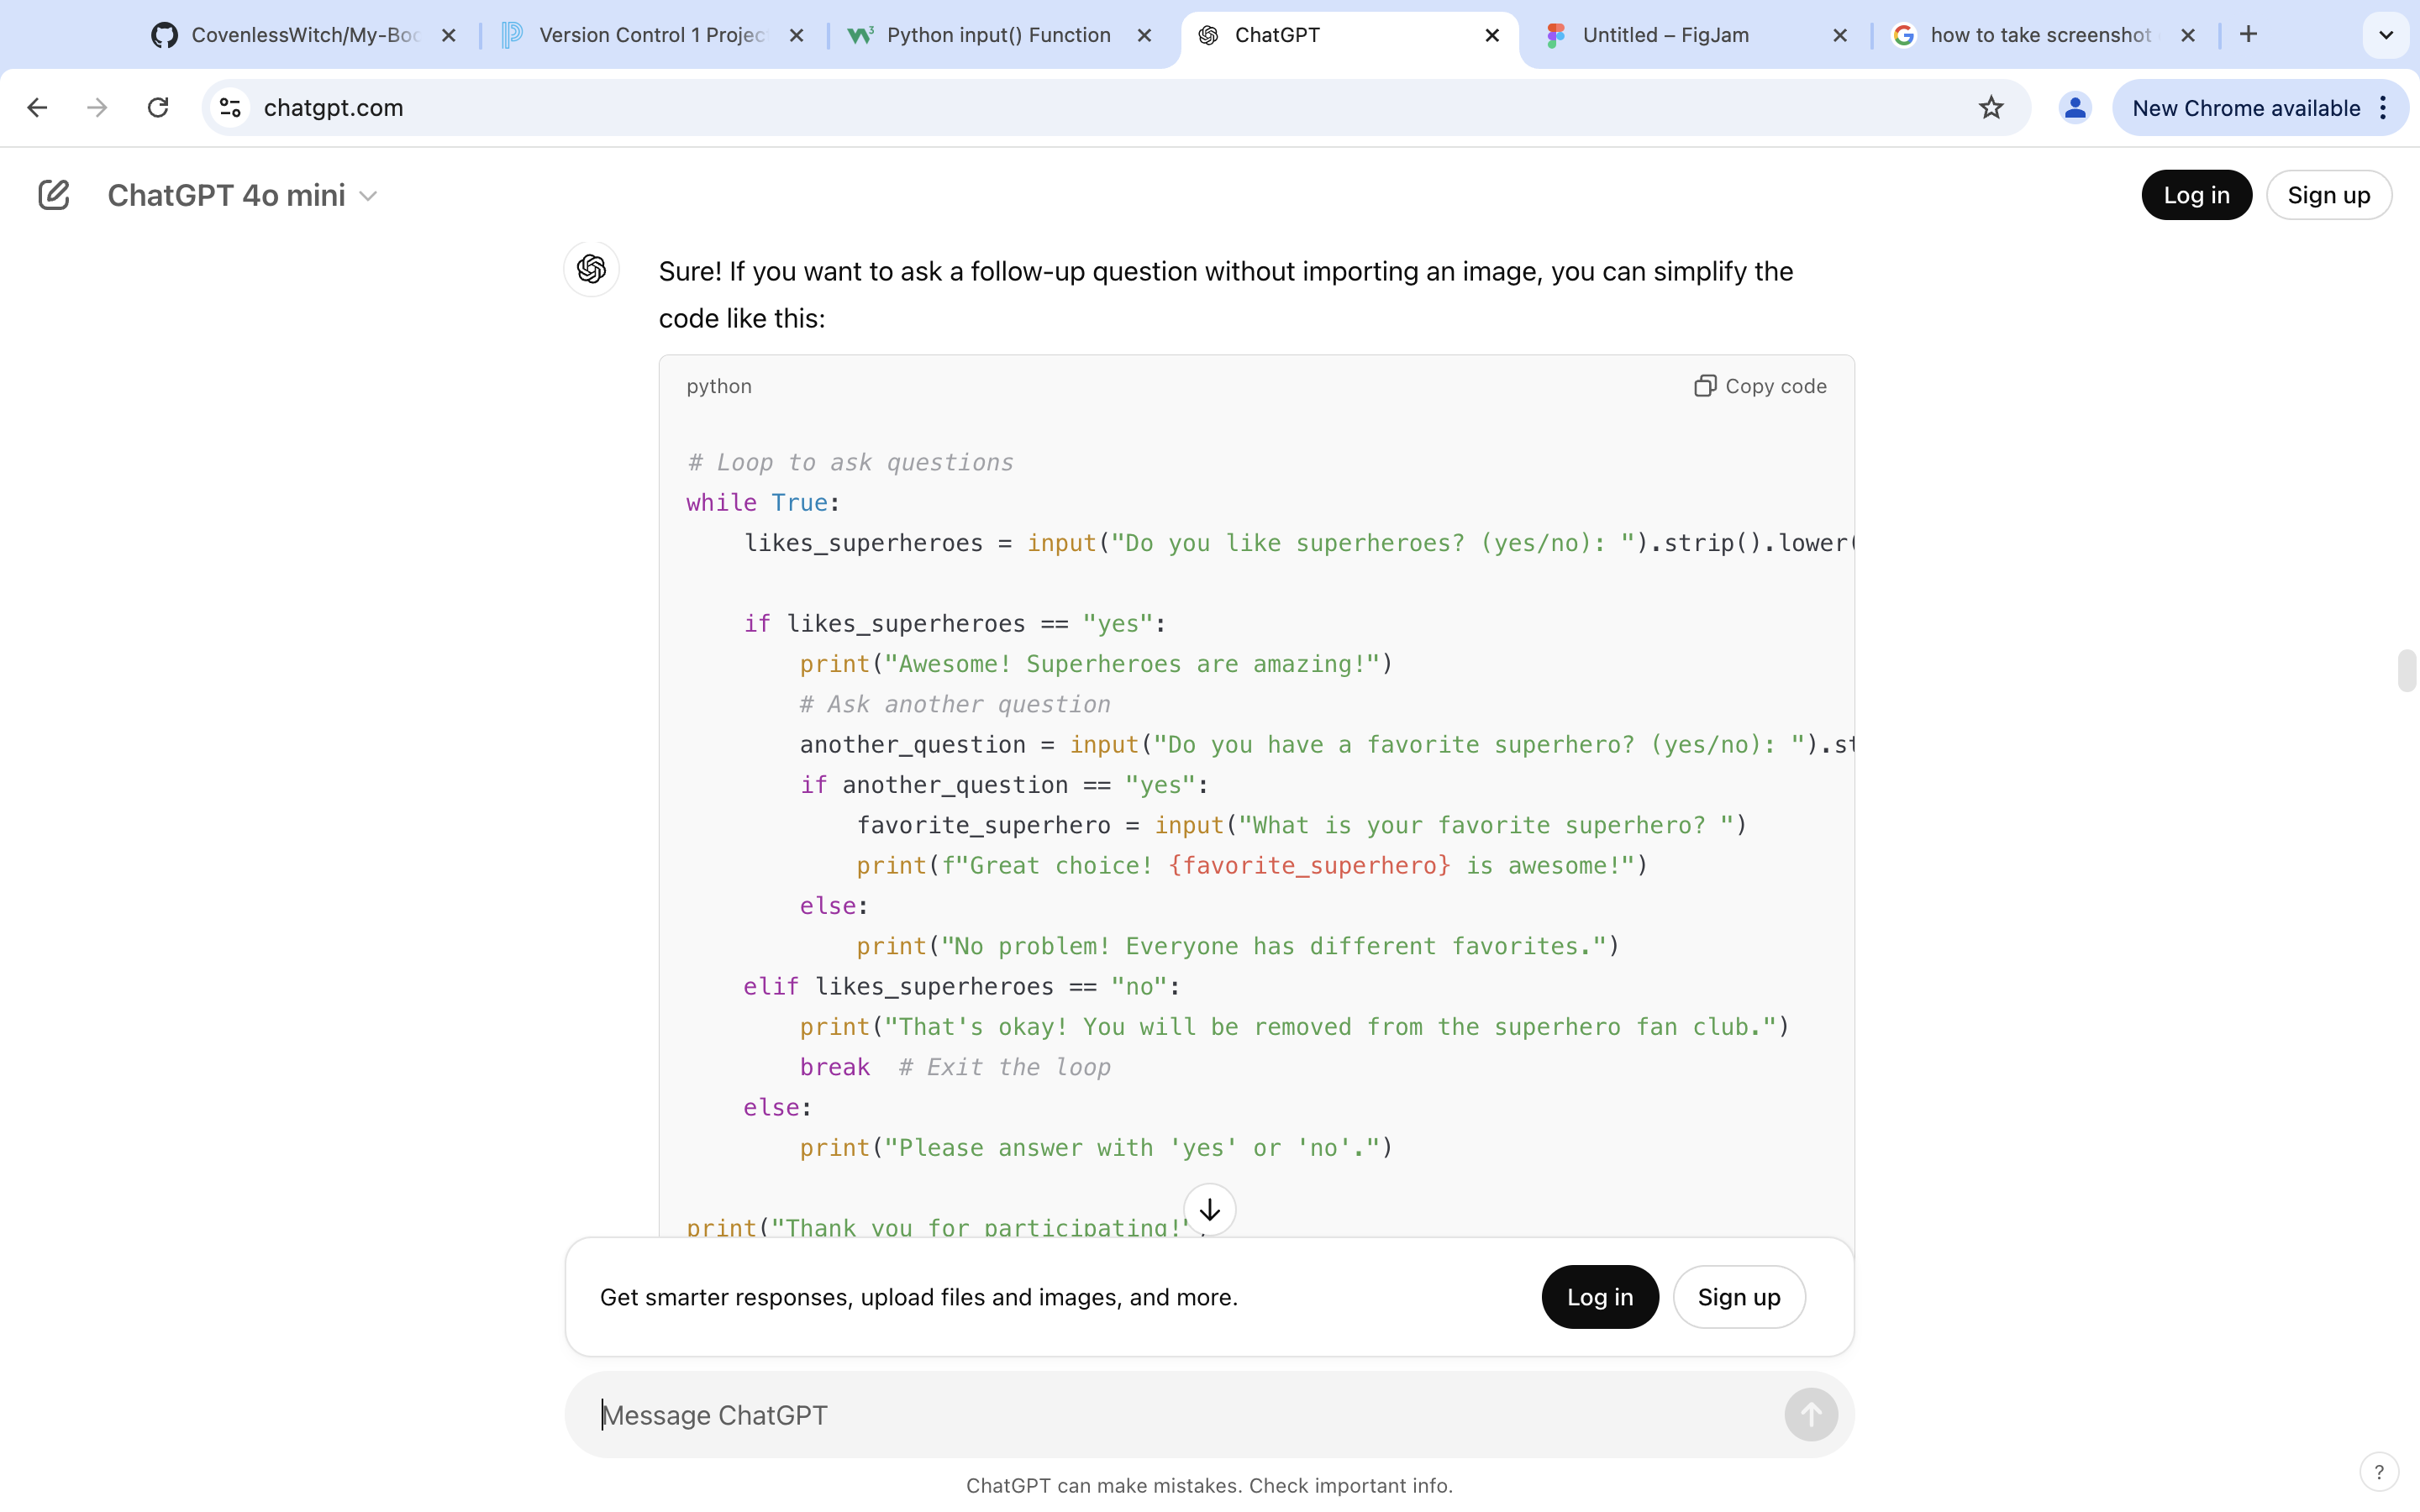 CovenlessWitch/My-Boo
Version Control 1 Projec
Python input() Function
ChatGPT
Untitled – FigJam
how to take screenshot
chatgpt.com
New Chrome available
ChatGPT 4o mini
Log in
Sign up
Sure! If you want to ask a follow-up question without importing an image, you can simplify the
code like this:
python
Copy code
# Loop to ask questions
while True:
    likes_superheroes = input("Do you like superheroes? (yes/no): ").strip().lower(
    if likes_superheroes == "yes":
        print("Awesome! Superheroes are amazing!")
        # Ask another question
        another_question = input("Do you have a favorite superhero? (yes/no): ").st
        if another_question == "yes":
            favorite_superhero = input("What is your favorite superhero? ")
            print(f"Great choice! {favorite_superhero} is awesome!")
        else:
            print("No problem! Everyone has different favorites.")
    elif likes_superheroes == "no":
        print("That's okay! You will be removed from the superhero fan club.")
        break  # Exit the loop
    else:
        print("Please answer with 'yes' or 'no'.")
print("Thank you for participating!"
Get smarter responses, upload files and images, and more.
Log in
Sign up
Message ChatGPT
ChatGPT can make mistakes. Check important info.
?